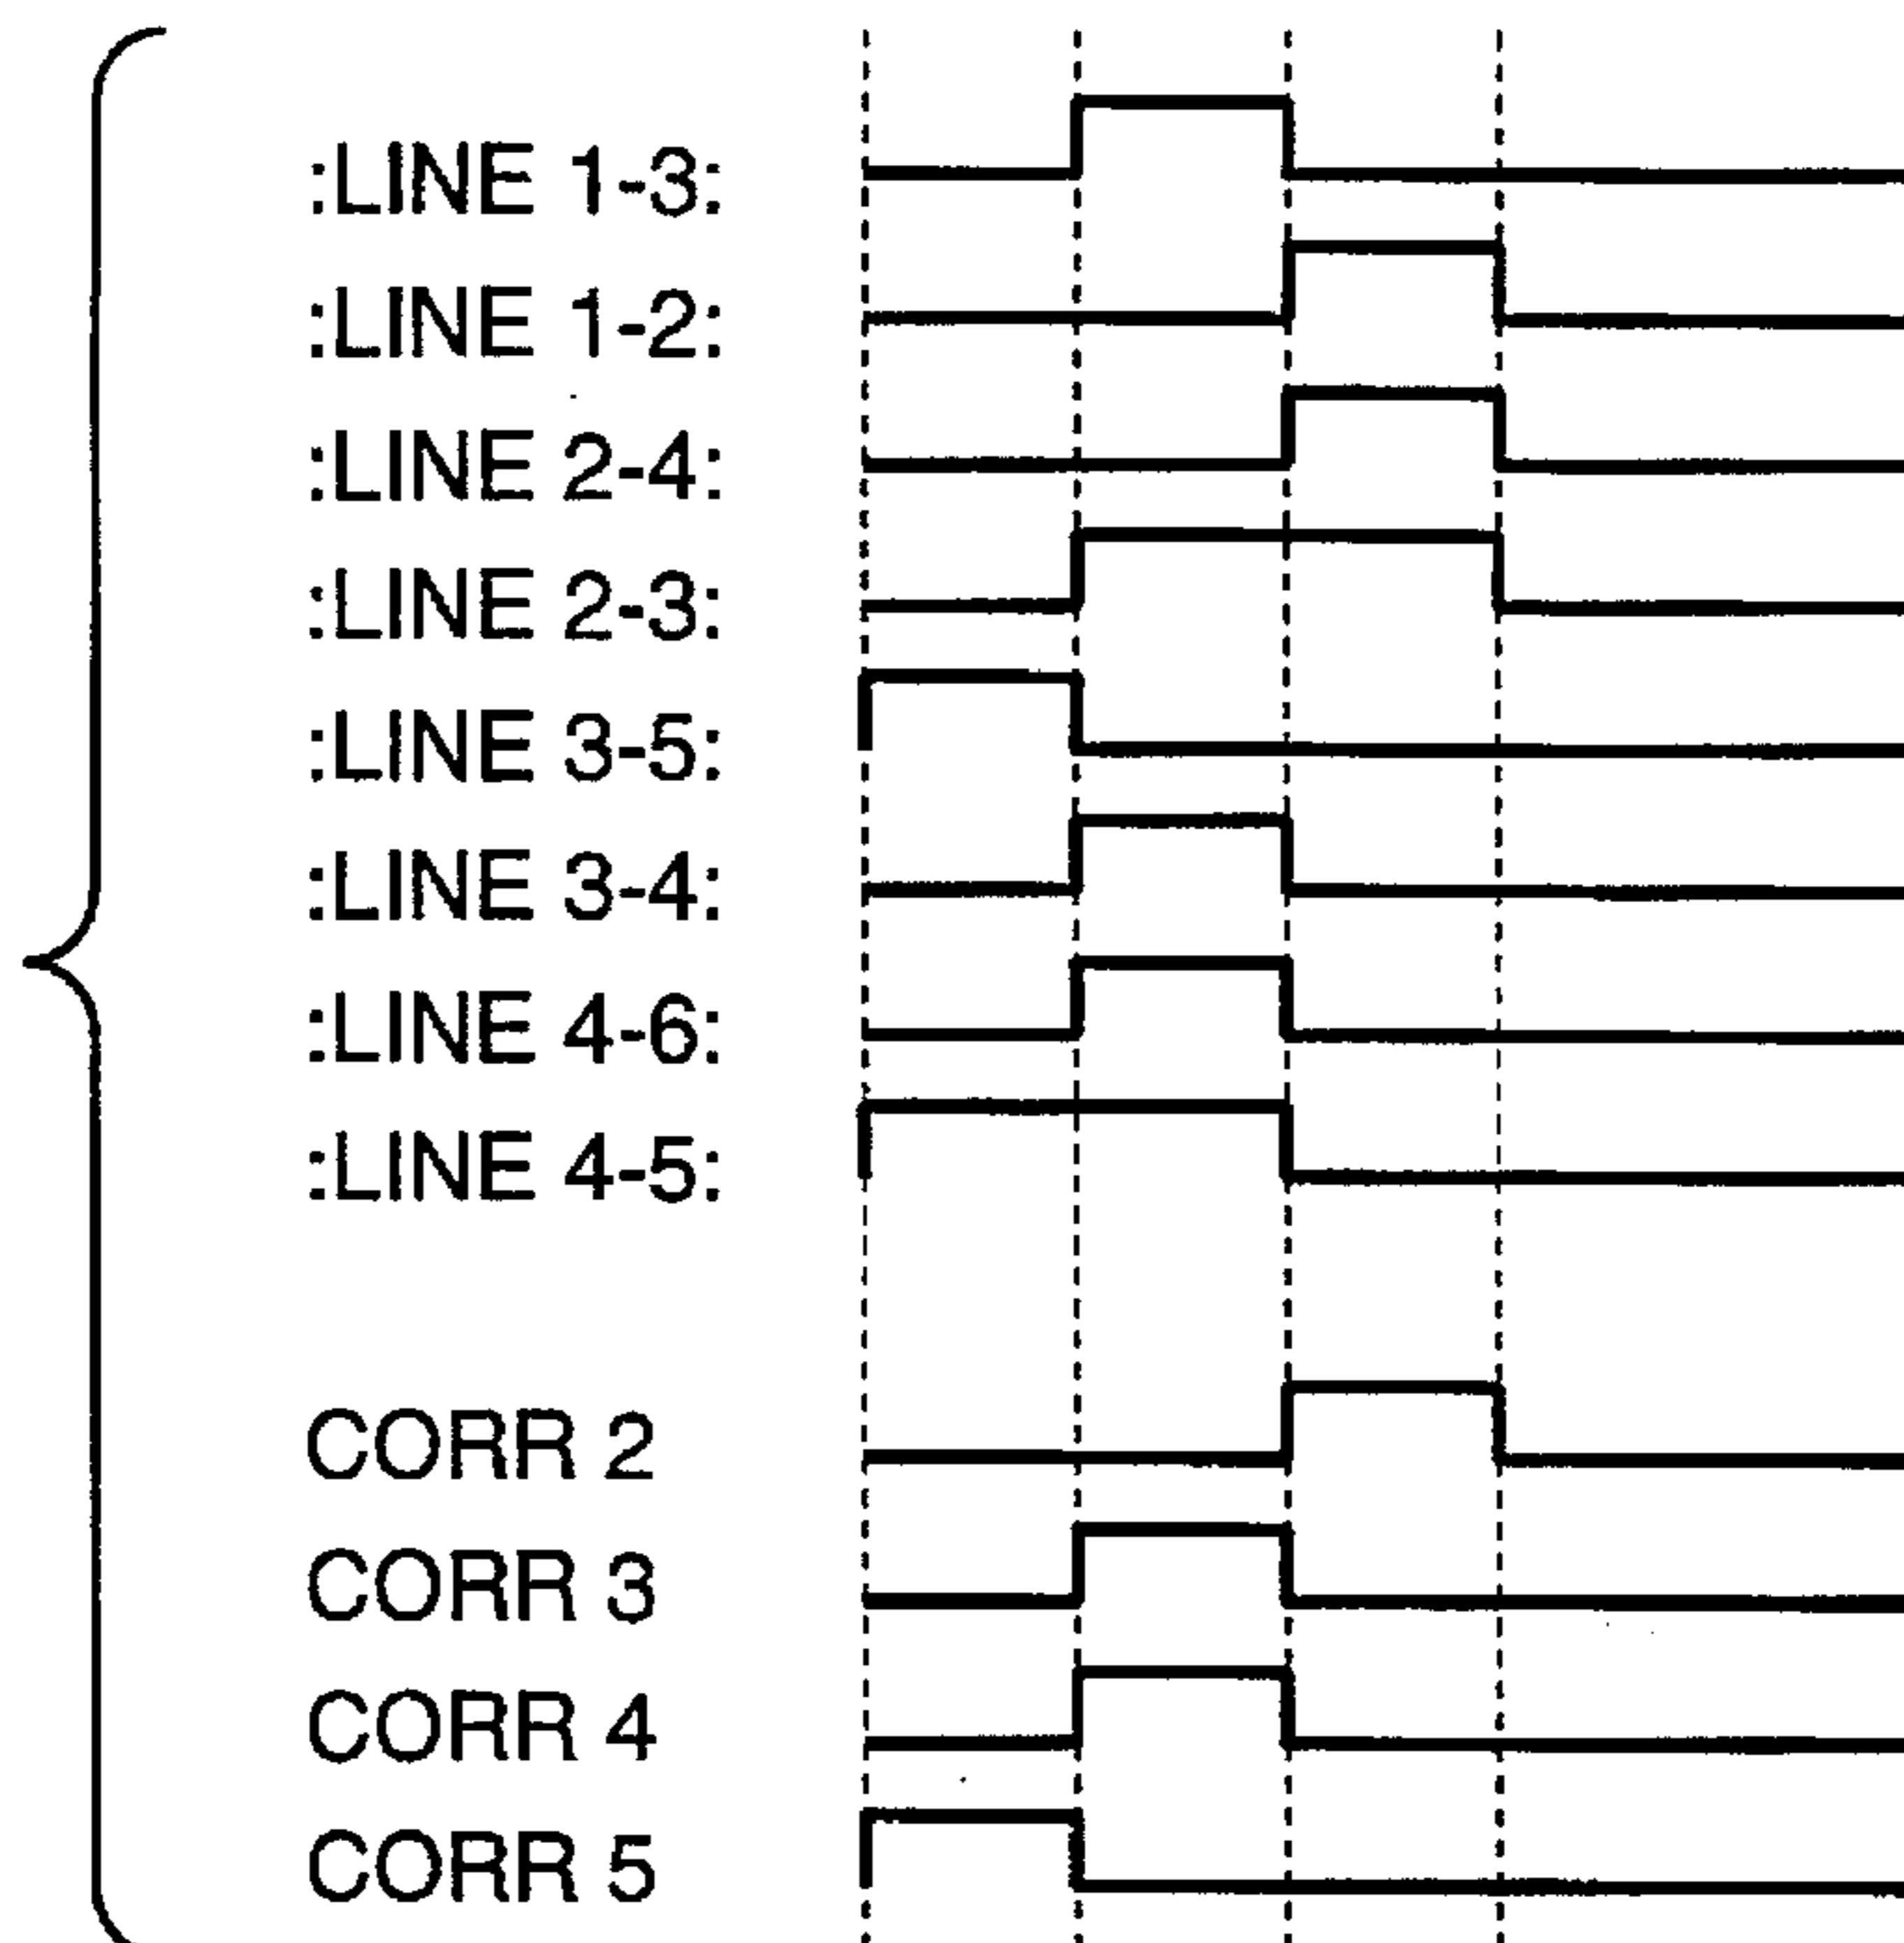 :LINE 1-3:
:LINE 1-2:
:LINE 2-4:
:LINE 2-3:
:LINE 3-5:
:LINE 3-4:
:LINE 4-6:
:LINE 4-5:
CORR 2
CORR 3
CORR 4
CORR 5